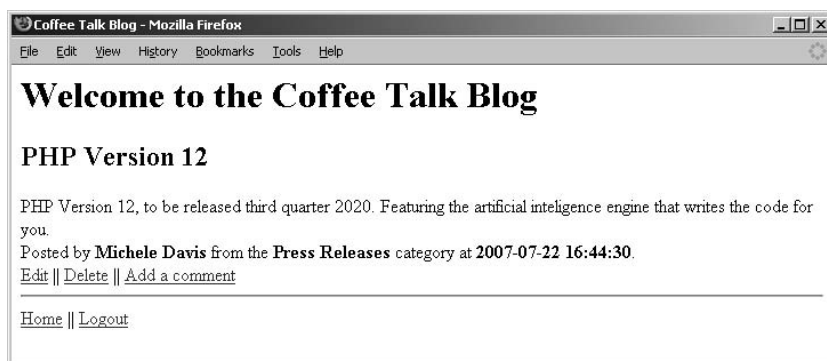 Coffee Talk Blog - Mozilla Firefox
File Edit View History Bookmarks Tools Help
Welcome to the Coffee Talk Blog
PHP Version 12
PHP Version 12, to be released third quarter 2020. Featuring the artificial inteligence engine that writes the code for
you.
Posted by Michele Davis from the Press Releases category at 2007-07-22 16:44:30.
Edit || Delete || Add a comment
Home || Logout